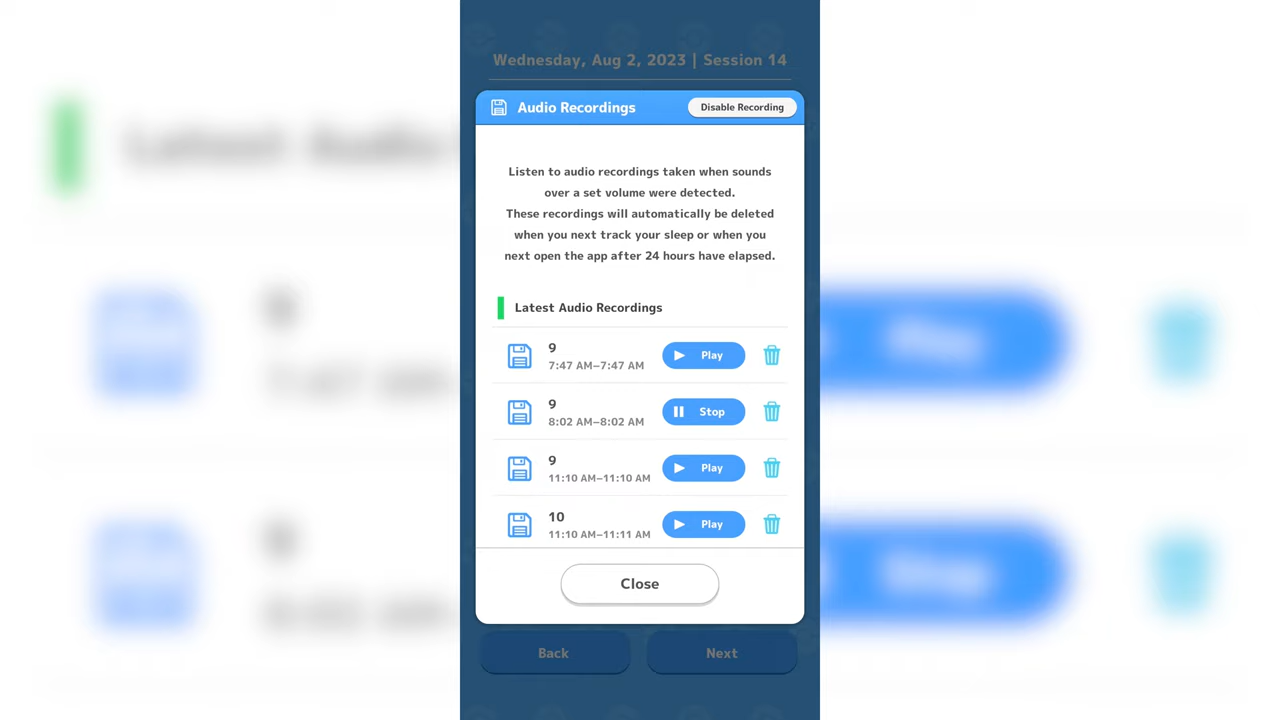 Wednesday, Aug 2, 2023 | Session 14
Audio Recordings
Disable Recording
Listen to audio recordings taken when sounds
over a set volume were detected.
These recordings will automatically be deleted
when you next track your sleep or when you
next open the app after 24 hours have elapsed.
Latest Audio Recordings
9
7:47 AM–7:47 AM
Play
9
8:02 AM–8:02 AM
Stop
9
11:10 AM–11:10 AM
Play
10
11:10 AM–11:11 AM
Play
Close
Back
Next